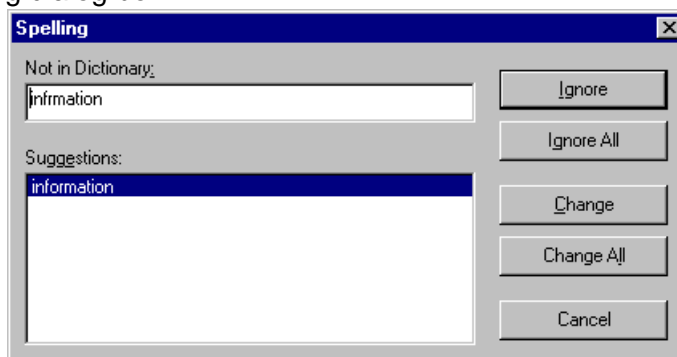 Spelling
Not in Dictionary:
infrmation
Ignore
Ignore All
Suggestions:
information
Change
Change All
Cancel